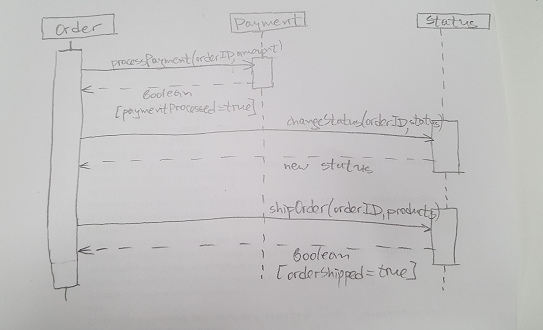 Order
Payment
Status
processPayment(orderID,amount)
Boolean
[paymentProcessed=true]
changeStatus(orderID,status)
new status
shipOrder(orderID,products)
Boolean
[orderShipped=true]